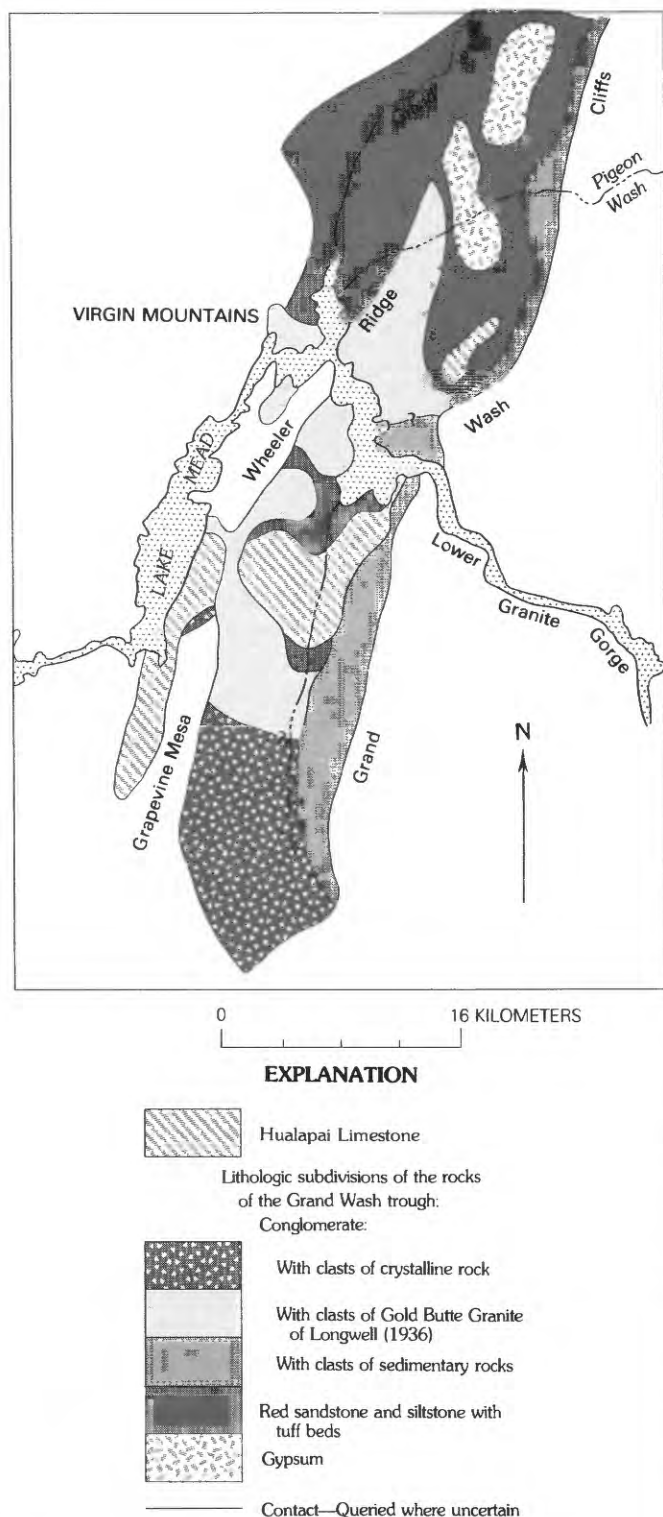 Cliffs
Pigeon
Wash
VIRGIN MOUNTAINS
Ridge
Wash
Wheeler
LAKE MEAD
Lower
Granite
Gorge
Grapevine Mesa
Grand
N
?
?
0 16 KILOMETERS
EXPLANATION
Hualapai Limestone
Lithologic subdivisions of the rocks
of the Grand Wash trough:
Conglomerate:
With clasts of crystalline rock
With clasts of Gold Butte Granite
of Longwell (1936)
With clasts of sedimentary rocks
Red sandstone and siltstone with
tuff beds
Gypsum
Contact—Queried where uncertain